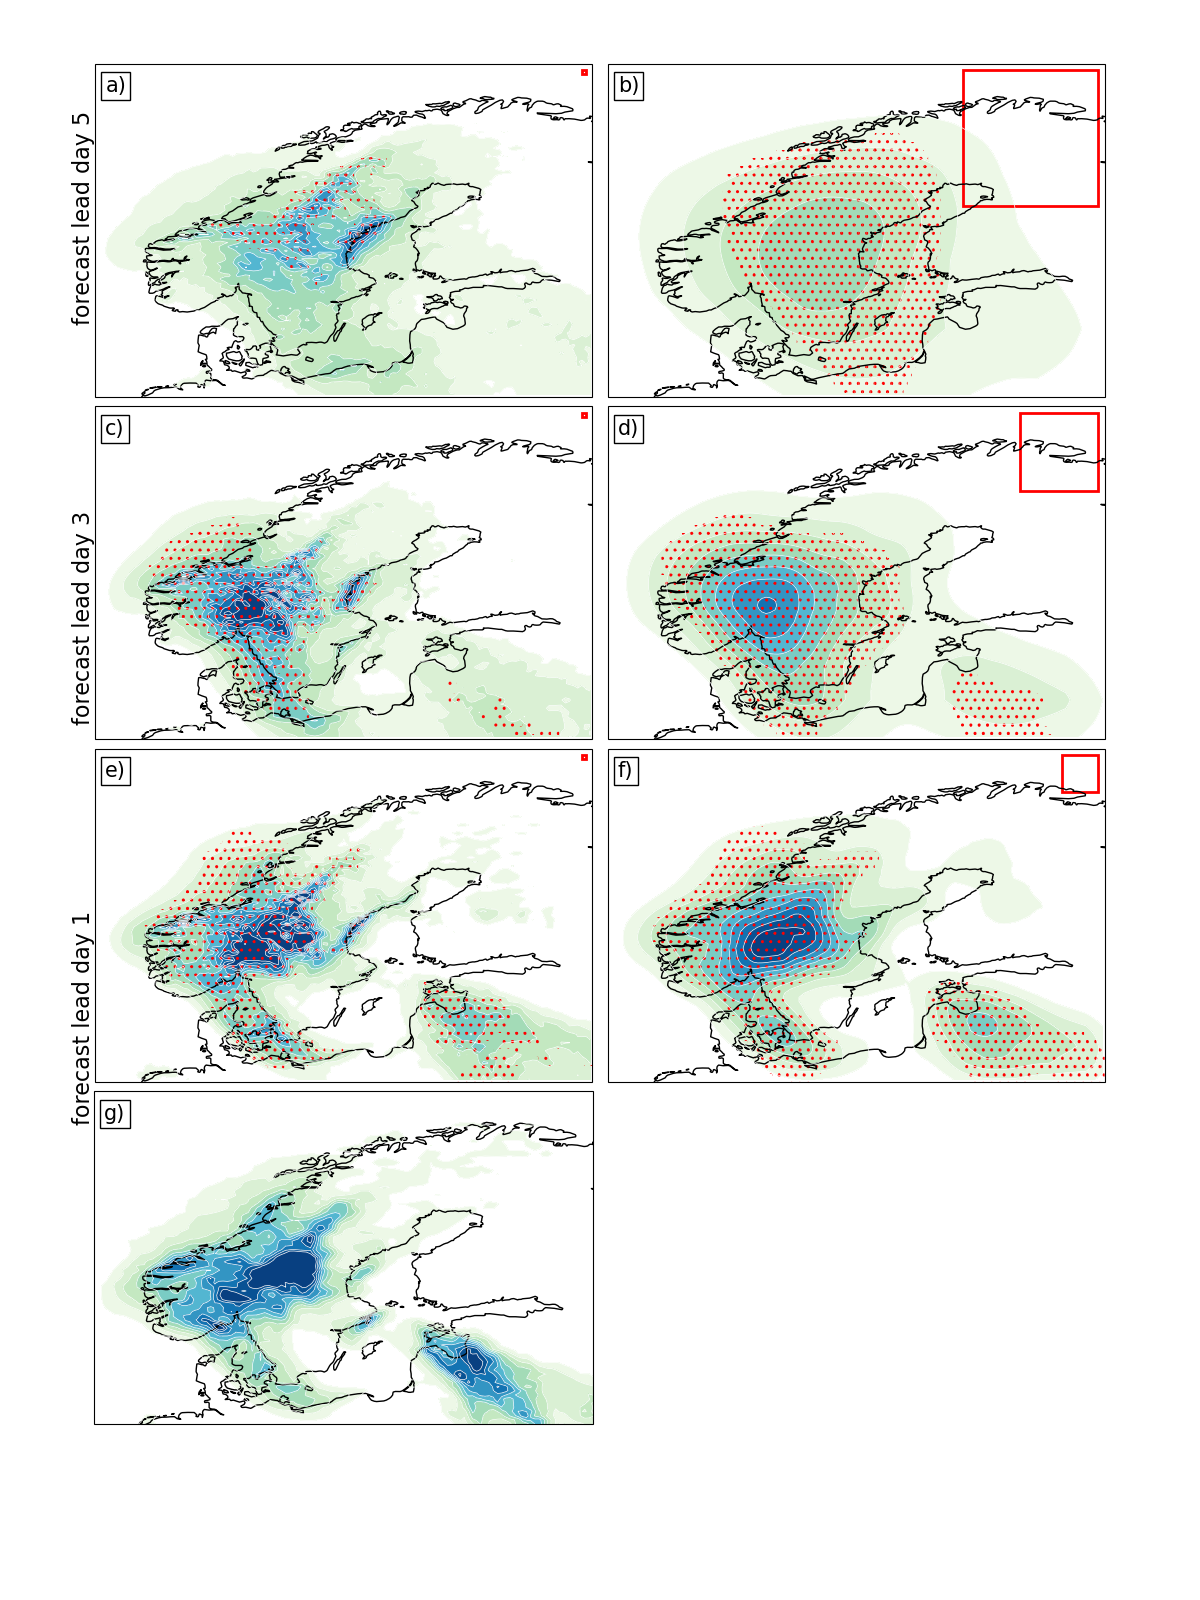 forecast lead day 5
a)
b)
forecast lead day 3
c)
d)
forecast lead day 1
e)
f)
g)